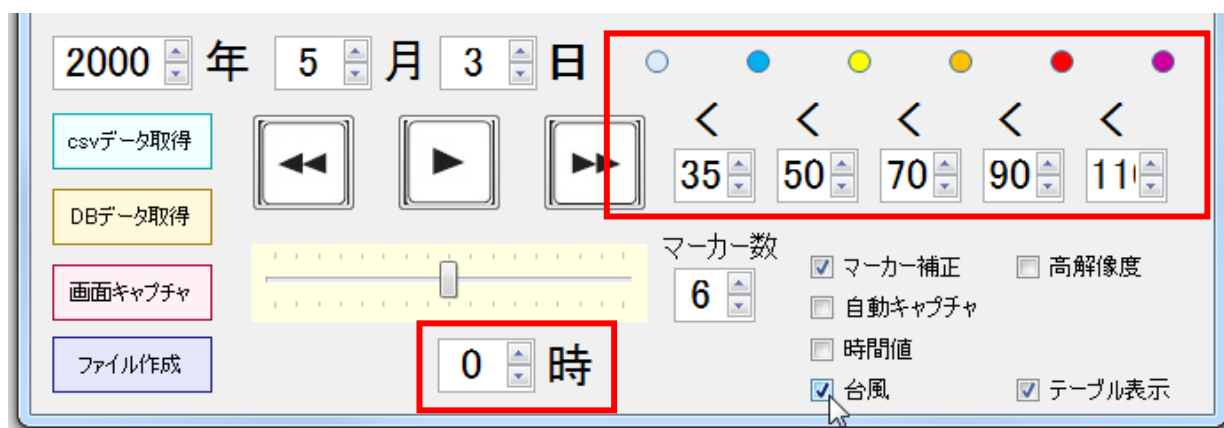 2000 年 5 月 3 日
< < < < <
35 50 70 90 110
csvデータ取得
DBデータ取得
画面キャプチャ
ファイル作成
マーカー数
6
0 時
マーカー補正 高解像度
自動キャプチャ
時間値
台風 テーブル表示